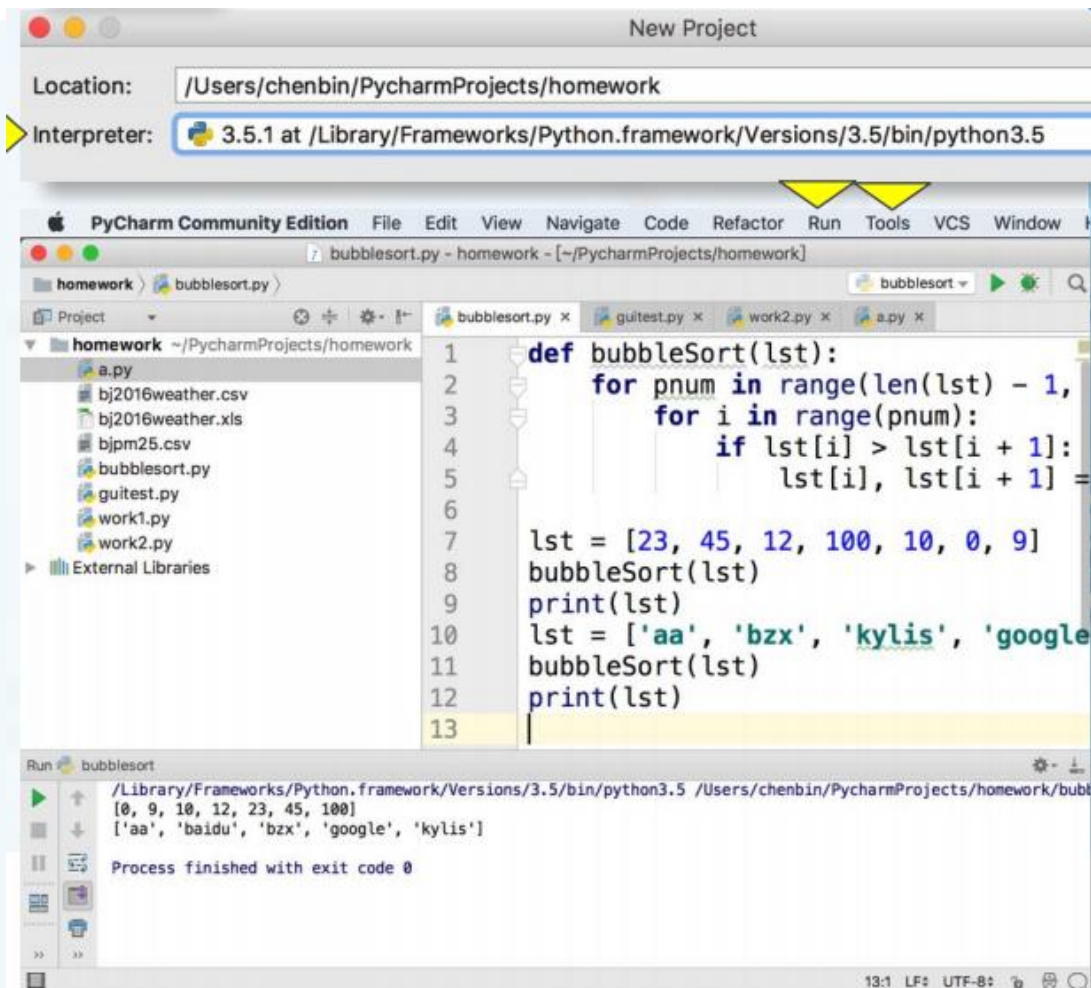 New Project
Location: /Users/chenbin/PycharmProjects/homework
Interpreter: 3.5.1 at /Library/Frameworks/Python.framework/Versions/3.5/bin/python3.5
PyCharm Community Edition File Edit View Navigate Code Refactor Run Tools VCS Window
bubblesort.py - homework - [~/PycharmProjects/homework]
homework bubblesort.py bubblesort
Project bubblesort.py × guitest.py × work2.py × a.py ×
homework ~/PycharmProjects/homework
a.py
bj2016weather.csv
bj2016weather.xls
bjpm25.csv
bubblesort.py
guitest.py
work1.py
work2.py
External Libraries
1 def bubbleSort(lst):
2 for pnum in range(len(lst) - 1,
3 for i in range(pnum):
4 if lst[i] > lst[i + 1]:
5 lst[i], lst[i + 1] =
6
7 lst = [23, 45, 12, 100, 10, 0, 9]
8 bubbleSort(lst)
9 print(lst)
10 lst = ['aa', 'bzx', 'kylis', 'google
11 bubbleSort(lst)
12 print(lst)
13
Run bubblesort
/Library/Frameworks/Python.framework/Versions/3.5/bin/python3.5 /Users/chenbin/PycharmProjects/homework/bubb
[0, 9, 10, 12, 23, 45, 100]
['aa', 'baidu', 'bzx', 'google', 'kylis']
Process finished with exit code 0
13:1 LF UTF-8